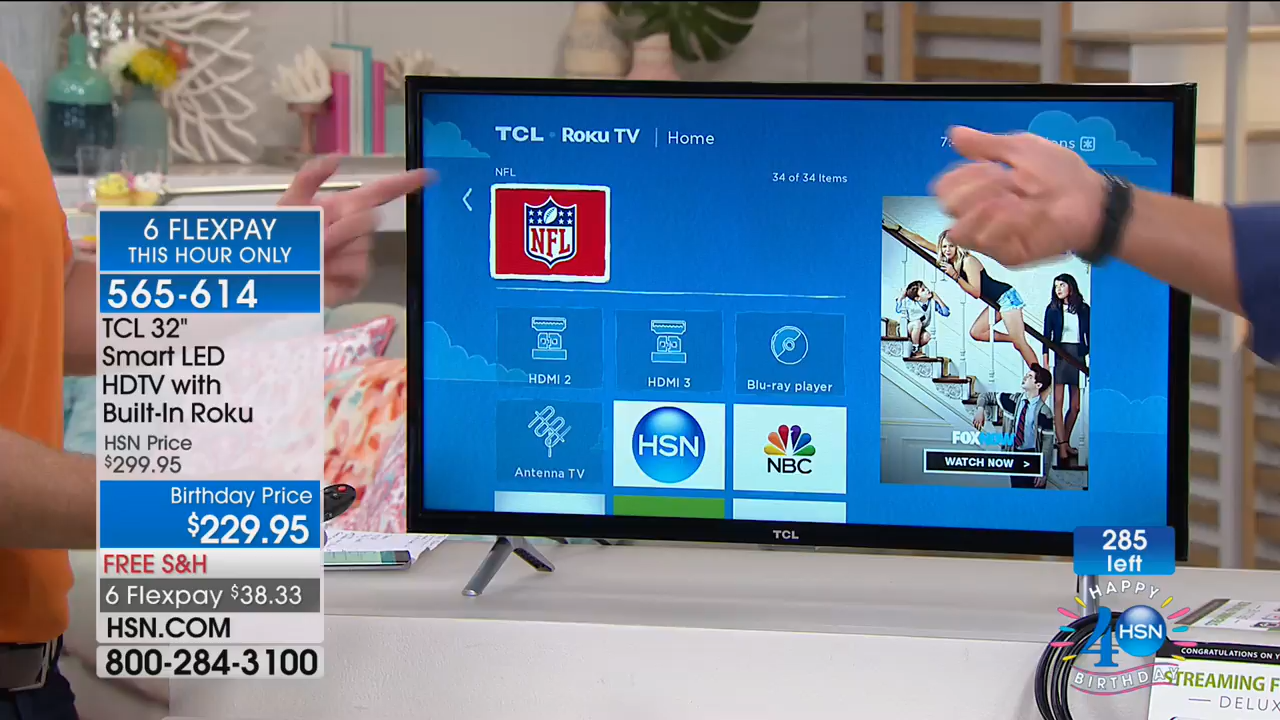 6 FLEXPAY
THIS HOUR ONLY
565-614
TCL 32"
Smart LED
HDTV with
Built-In Roku
HSN Price
$299.95
Birthday Price
$229.95
FREE S&H
6 Flexpay $38.33
HSN.COM
800-284-3100
TCL • Roku TV | Home
NFL
34 of 34 Items
NFL
HDMI 2
HDMI 3
Blu-ray player
Antenna TV
HSN
NBC
WATCH NOW >
TCL
285
left
HAPPY
40
HSN
BIRTHDAY
CONGRATULATIONS ON
STREAMING
DELUX